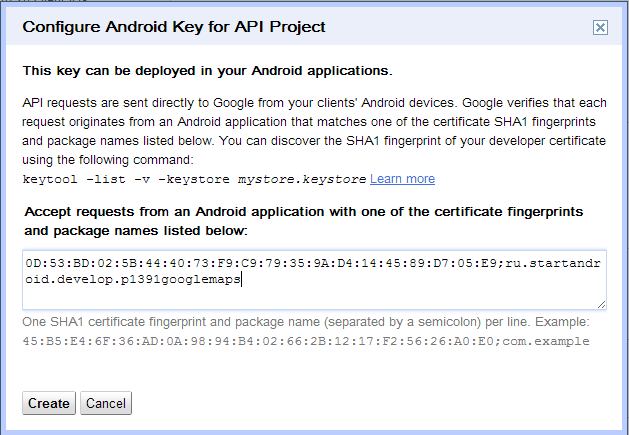 Configure Android Key for API Project
This key can be deployed in your Android applications.
API requests are sent directly to Google from your clients' Android devices. Google verifies that each
request originates from an Android application that matches one of the certificate SHA1 fingerprints
and package names listed below. You can discover the SHA1 fingerprint of your developer certificate
using the following command:
keytool -list -v -keystore mystore.keystore Learn more
Accept requests from an Android application with one of the certificate fingerprints
and package names listed below:
0D:53:BD:02:5B:44:40:73:F9:C9:79:35:9A:D4:14:45:89:D7:05:E9;ru.startandr
oid.develop.p1391googlemaps
One SHA1 certificate fingerprint and package name (separated by a semicolon) per line. Example:
45:B5:E4:6F:36:AD:0A:98:94:B4:02:66:2B:12:17:F2:56:26:A0:E0;com.example
Create Cancel